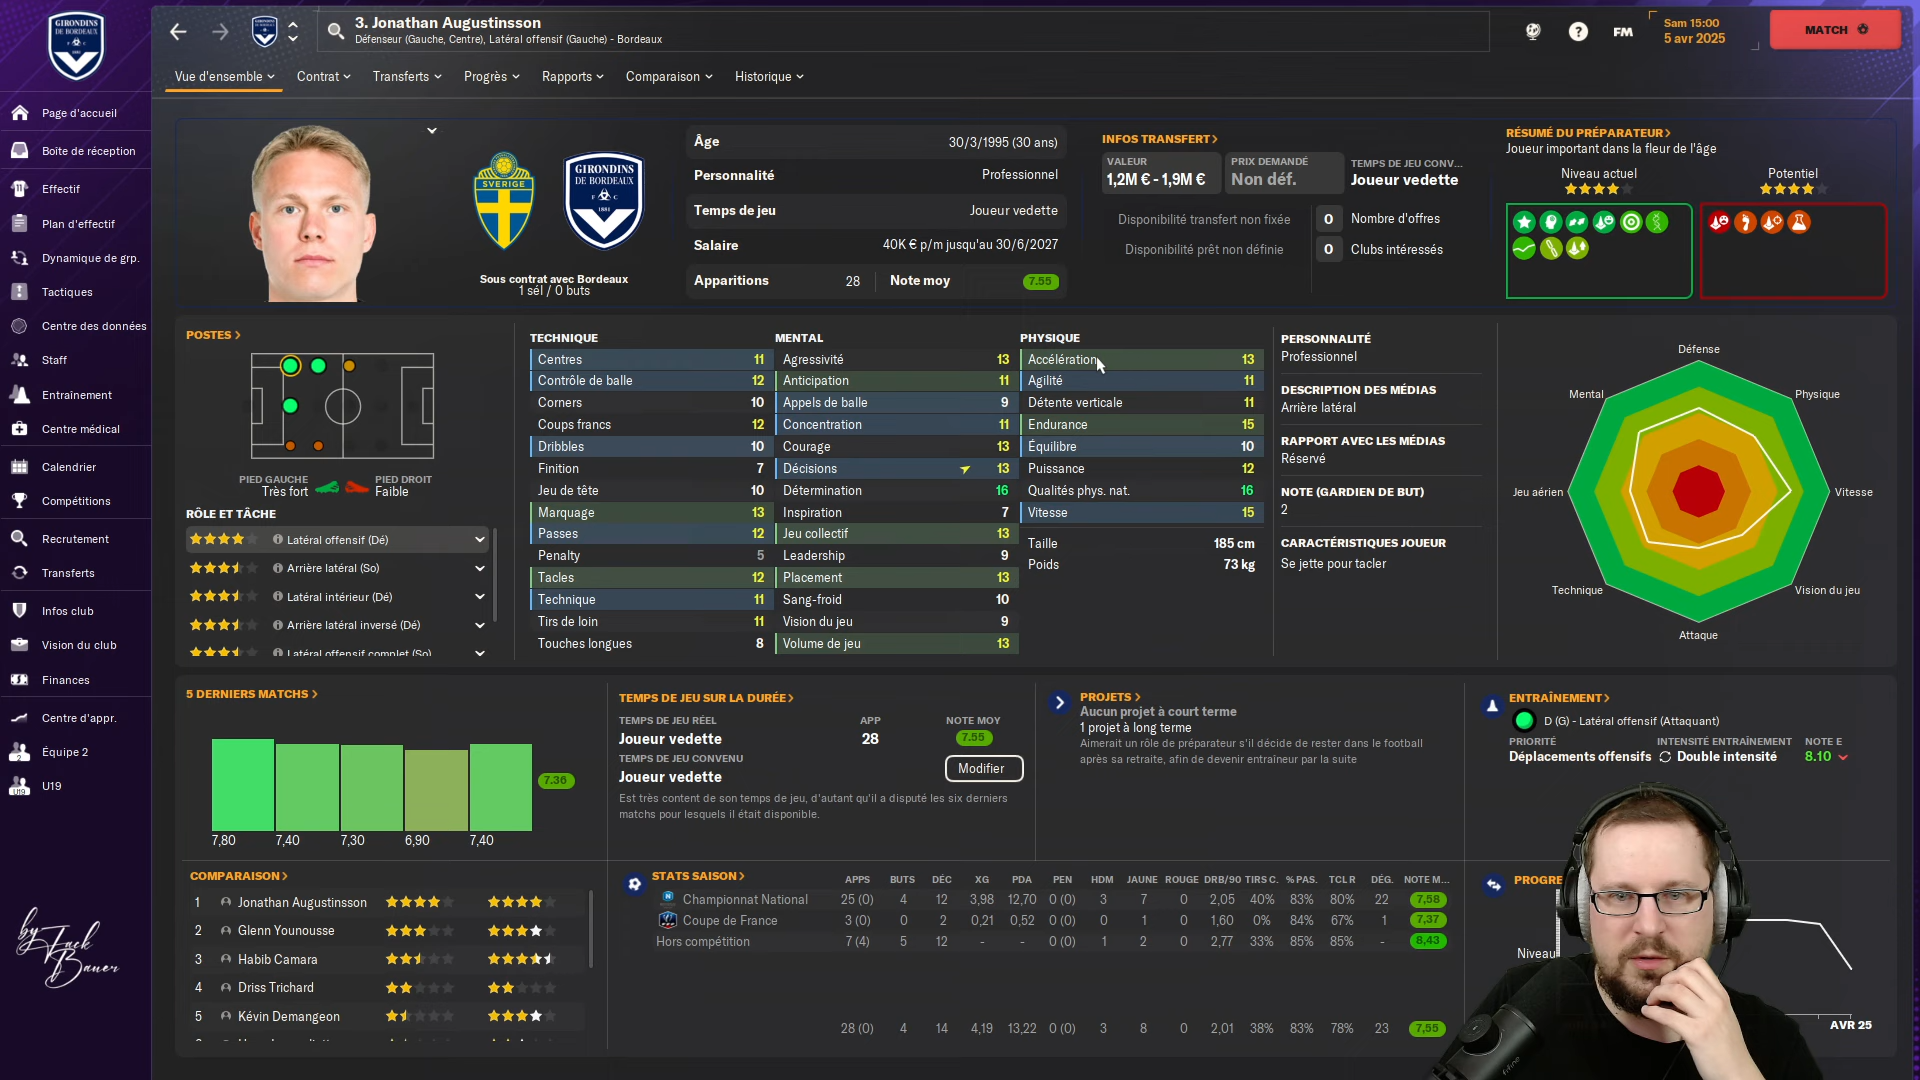 GIRONDINS
DE BORDEAUX
3. Jonathan Augustinsson
Défenseur (Gauche, Centre), Latéral offensif (Gauche) - Bordeaux
FM
Sam 15:00
5 avr 2025
MATCH
Vue d'ensemble
Contrat
Transferts
Progrès
Rapports
Comparaison
Historique
Page d'accueil
Boîte de réception
Effectif
Plan d'effectif
Dynamique de grp.
Tactiques
Centre des données
Staff
Entraînement
Centre médical
Calendrier
Compétitions
Recrutement
Transferts
Infos club
Vision du club
Finances
Centre d'appr.
Équipe 2
U19
by Tack Bauer
SVERIGE
GIRONDINS
DE BORDEAUX
F C
1881
Sous contrat avec Bordeaux
1 sél / 0 buts
Âge 30/3/1995 (30 ans)
Personnalité Professionnel
Temps de jeu Joueur vedette
Salaire 40K € p/m jusqu'au 30/6/2027
Apparitions 28 Note moy 7.55
INFOS TRANSFERT
VALEUR
1,2M € - 1,9M €
PRIX DEMANDÉ
Non déf.
TEMPS DE JEU CONV...
Joueur vedette
Disponibilité transfert non fixée
0 Nombre d'offres
Disponibilité prêt non définie
0 Clubs intéressés
RÉSUMÉ DU PRÉPARATEUR
Joueur important dans la fleur de l'âge
Niveau actuel
Potentiel
POSTES
PIED GAUCHE
Très fort
PIED DROIT
Faible
RÔLE ET TÂCHE
Latéral offensif (Dé)
Arrière latéral (So)
Latéral intérieur (Dé)
Arrière latéral inversé (Dé)
Latéral offensif complet (So)
TECHNIQUE
Centres 11
Contrôle de balle 12
Corners 10
Coups francs 12
Dribbles 10
Finition 7
Jeu de tête 10
Marquage 13
Passes 12
Penalty 5
Tacles 12
Technique 11
Tirs de loin 11
Touches longues 8
MENTAL
Agressivité 13
Anticipation 11
Appels de balle 9
Concentration 11
Courage 13
Décisions 13
Détermination 16
Inspiration 7
Jeu collectif 13
Leadership 9
Placement 13
Sang-froid 10
Vision du jeu 9
Volume de jeu 13
PHYSIQUE
Accélération 13
Agilité 11
Détente verticale 11
Endurance 15
Équilibre 10
Puissance 12
Qualités phys. nat. 16
Vitesse 15
Taille 185 cm
Poids 73 kg
PERSONNALITÉ
Professionnel
DESCRIPTION DES MÉDIAS
Arrière latéral
RAPPORT AVEC LES MÉDIAS
Réservé
NOTE (GARDIEN DE BUT)
2
CARACTÉRISTIQUES JOUEUR
Se jette pour tacler
Défense
Mental
Physique
Jeu aérien
Vitesse
Technique
Vision du jeu
Attaque
5 DERNIERS MATCHS
7.36
7,80 7,40 7,30 6,90 7,40
TEMPS DE JEU SUR LA DURÉE
TEMPS DE JEU RÉEL APP NOTE MOY
Joueur vedette 28 7.55
TEMPS DE JEU CONVENU
Joueur vedette
Modifier
Est très content de son temps de jeu, d'autant qu'il a disputé les six derniers
matchs pour lesquels il était disponible.
PROJETS
Aucun projet à court terme
1 projet à long terme
Aimerait un rôle de préparateur s'il décide de rester dans le football
après sa retraite, afin de devenir entraîneur par la suite
ENTRAÎNEMENT
D (G) - Latéral offensif (Attaquant)
PRIORITÉ INTENSITÉ ENTRAÎNEMENT NOTE E
Déplacements offensifs Double intensité 8.10
COMPARAISON
1 Jonathan Augustinsson
2 Glenn Younousse
3 Habib Camara
4 Driss Trichard
5 Kévin Demangeon
STATS SAISON APPS BUTS DÉC XG PDA PEN HDM JAUNE ROUGE DRB/90 TIRS C. % PAS. TCL R DÉG. NOTE M...
Championnat National 25 (0) 4 12 3,98 12,70 0 (0) 3 7 0 2,05 40% 83% 80% 22 7,58
Coupe de France 3 (0) 0 2 0,21 0,52 0 (0) 0 1 0 1,60 0% 84% 67% 1 7,37
Hors compétition 7 (4) 5 12 - - 0 (0) 1 2 0 2,77 33% 85% 85% - 8,43
28 (0) 4 14 4,19 13,22 0 (0) 3 8 0 2,01 38% 83% 78% 23 7,55
PROGRE
Niveau
AVR 25